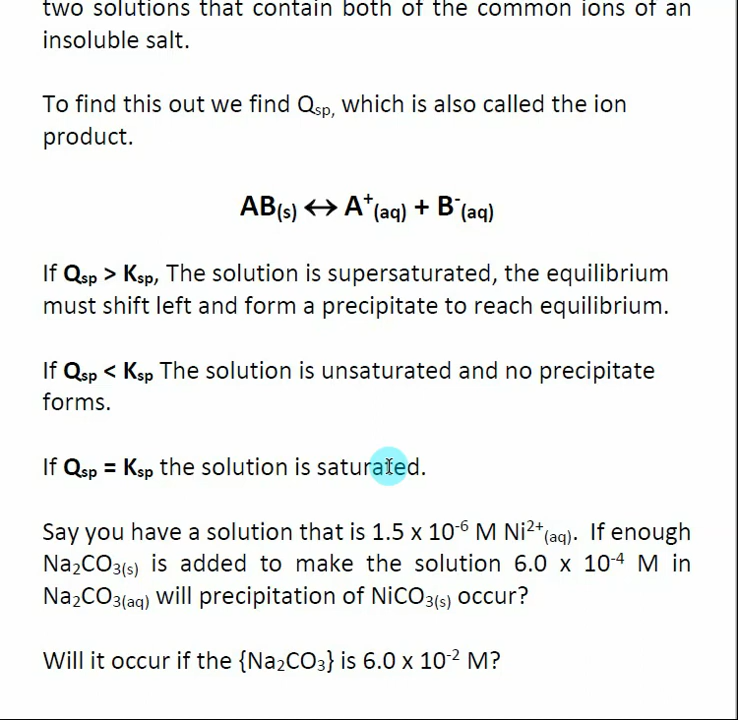 two solutions that contain both of the common ions of an
insoluble salt.
To find this out we find Qsp, which is also called the ion
product.
AB(s) ↔ A⁺(aq) + B⁻(aq)
If Qsp > Ksp, The solution is supersaturated, the equilibrium
must shift left and form a precipitate to reach equilibrium.
If Qsp < Ksp The solution is unsaturated and no precipitate
forms.
If Qsp = Ksp the solution is saturated.
Say you have a solution that is 1.5 x 10⁻⁶ M Ni²⁺(aq). If enough
Na₂CO₃(s) is added to make the solution 6.0 x 10⁻⁴ M in
Na₂CO₃(aq) will precipitation of NiCO₃(s) occur?
Will it occur if the {Na₂CO₃} is 6.0 x 10⁻² M?